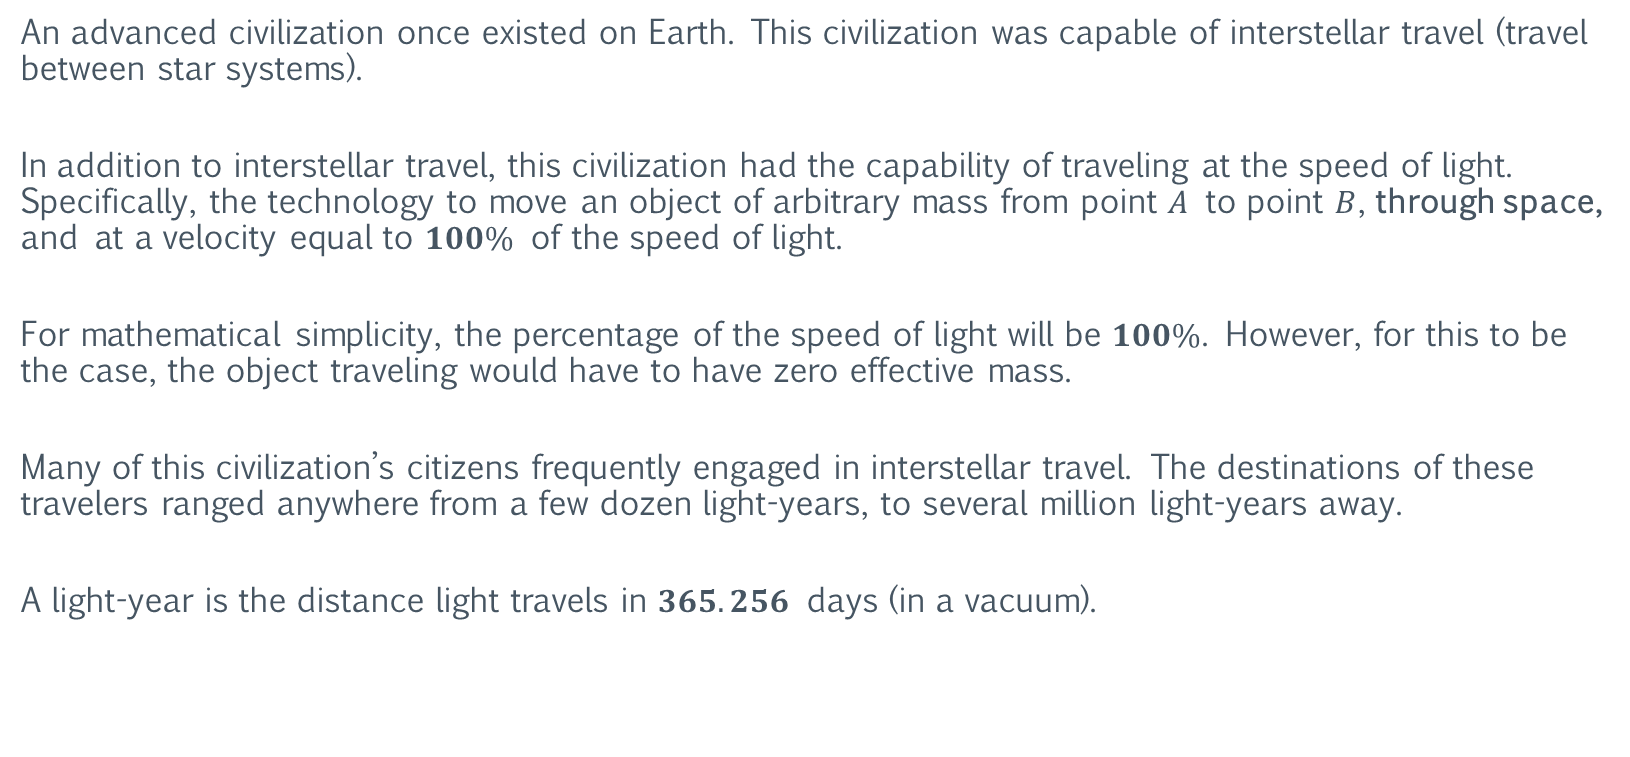 An advanced civilization once existed on Earth. This civilization was capable of interstellar travel (travel
between star systems).
In addition to interstellar travel, this civilization had the capability of traveling at the speed of light.
Specifically, the technology to move an object of arbitrary mass from point A to point B, through space,
and at a velocity equal to 100% of the speed of light.
For mathematical simplicity, the percentage of the speed of light will be 100%. However, for this to be
the case, the object traveling would have to have zero effective mass.
Many of this civilization’s citizens frequently engaged in interstellar travel. The destinations of these
travelers ranged anywhere from a few dozen light-years, to several million light-years away.
A light-year is the distance light travels in 365.256 days (in a vacuum).